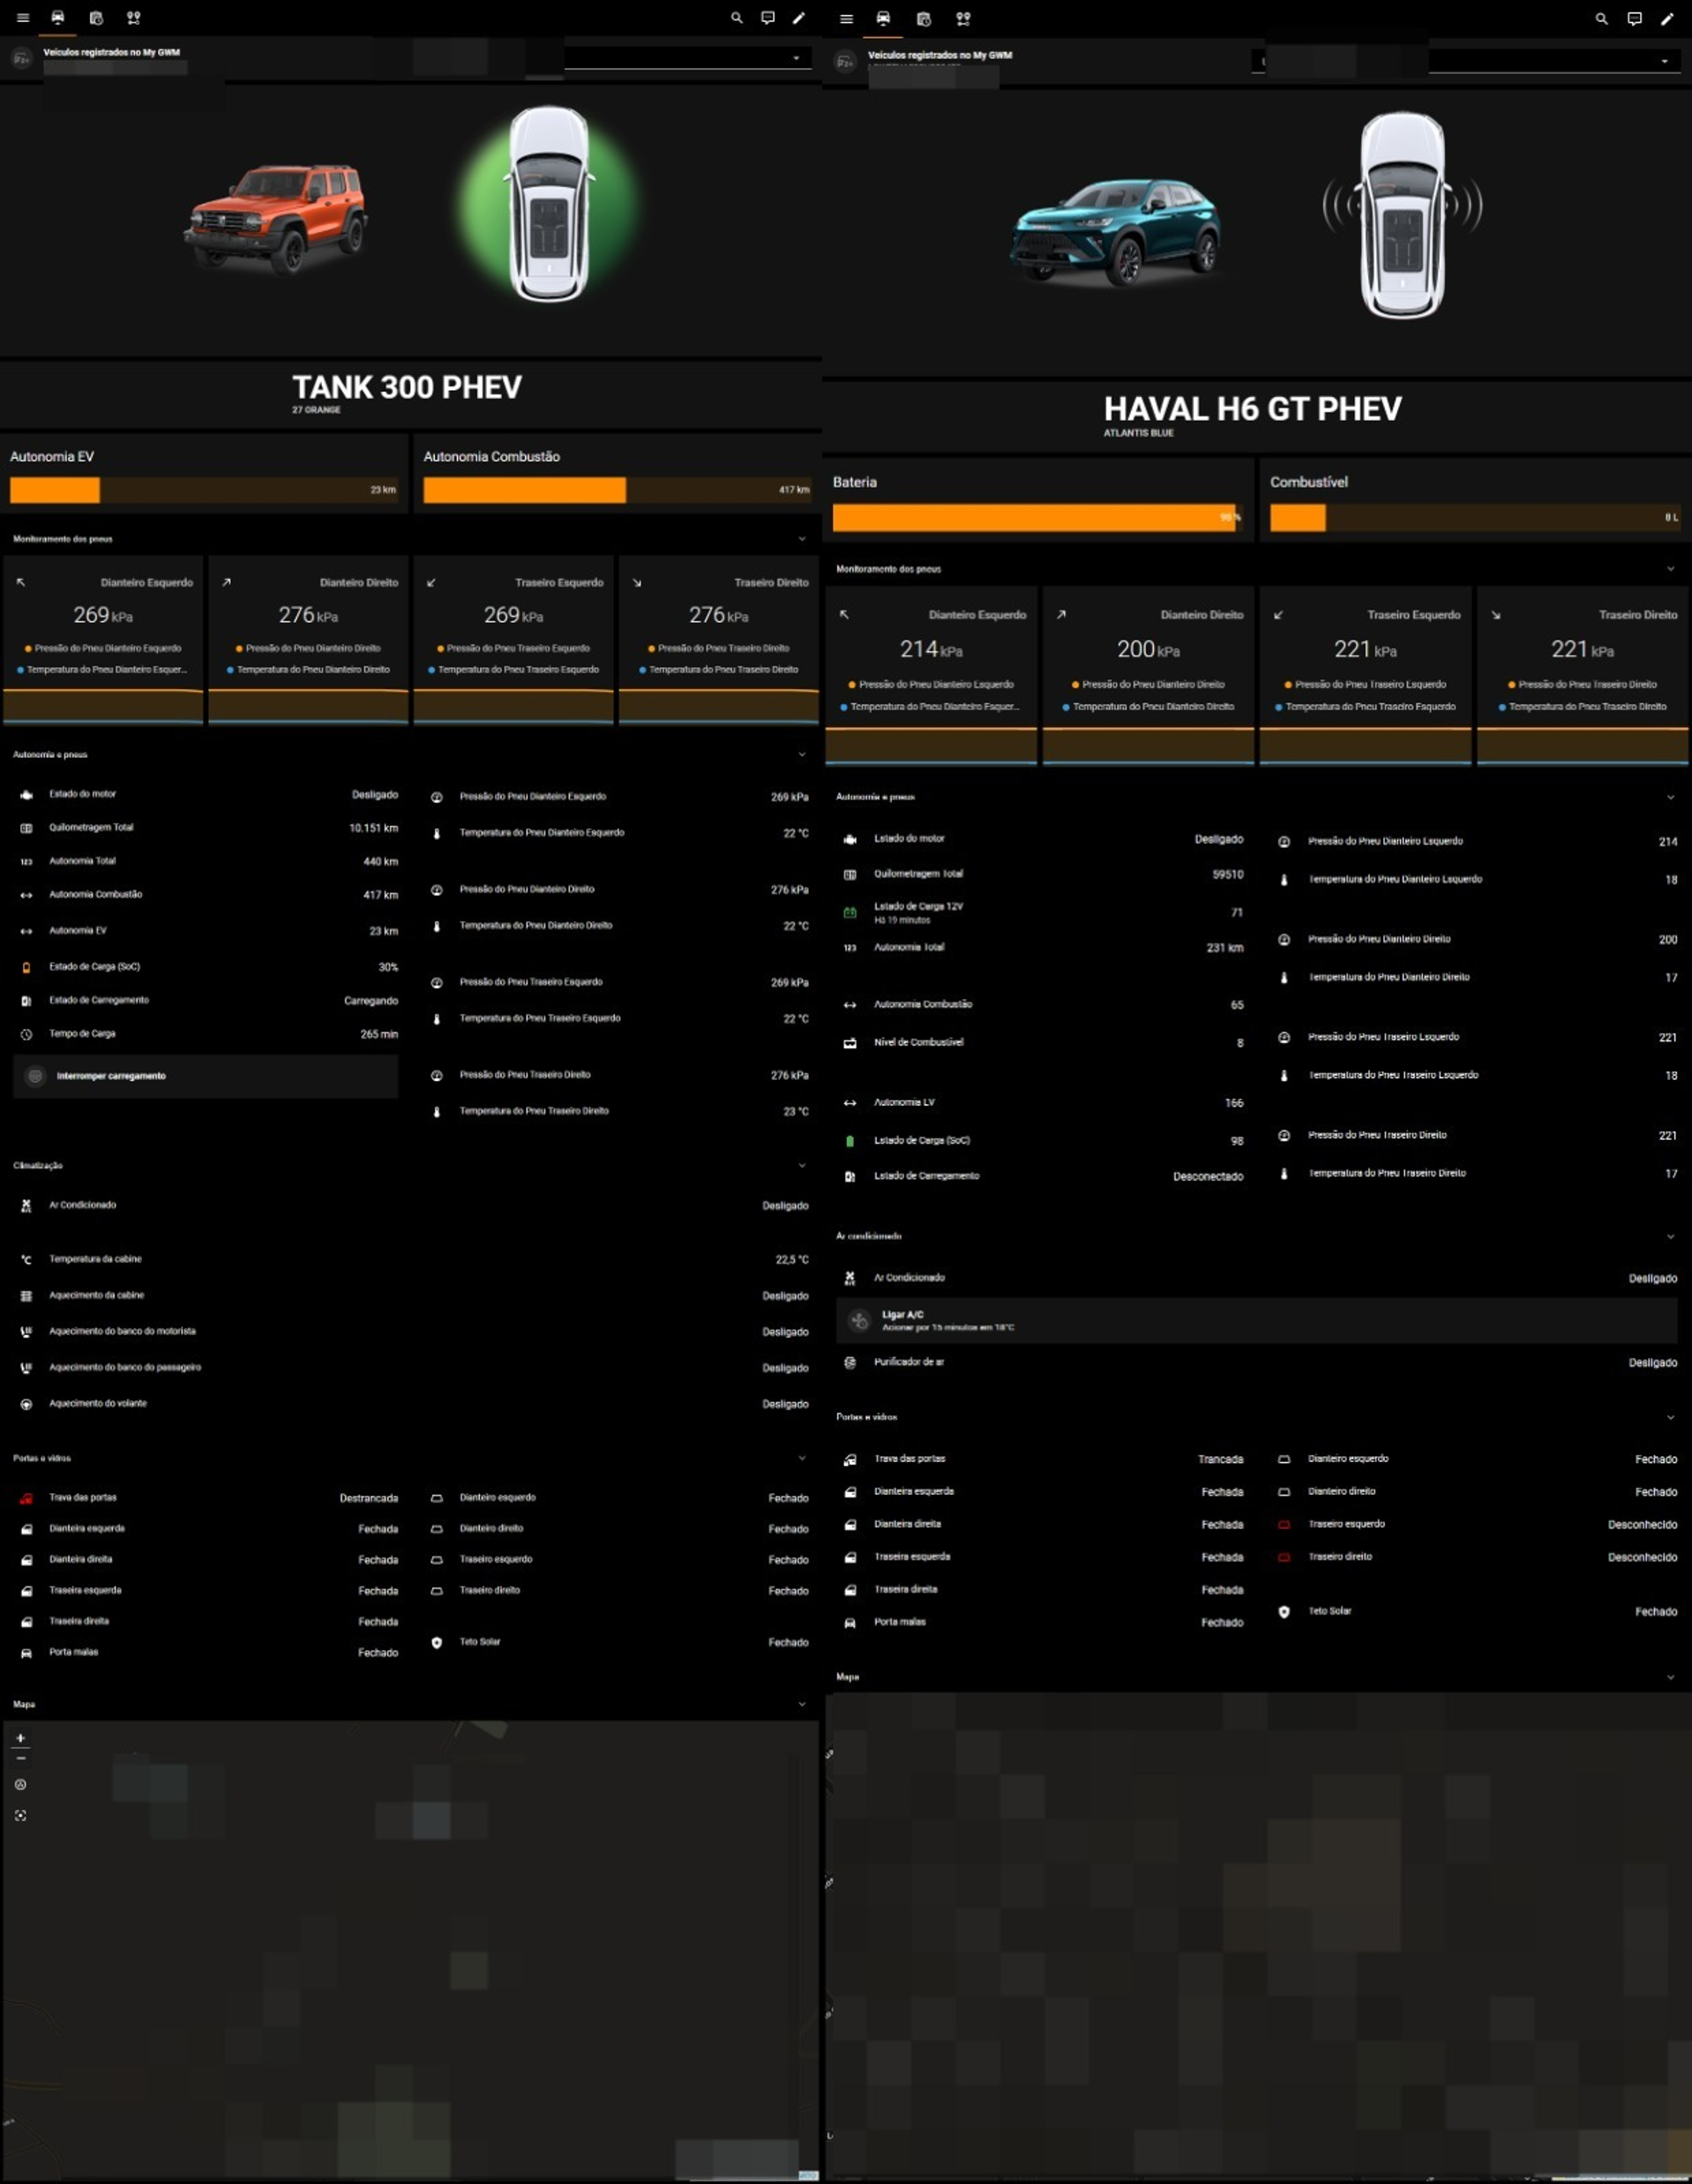 Veículos registrados no My GWM
TANK 300 PHEV
27 ORANGE
Autonomia EV
23 km
Autonomia Combustão
417 km
Monitoramento dos pneus
Dianteiro Esquerdo
269 kPa
Pressão do Pneu Dianteiro Esquerdo
Temperatura do Pneu Dianteiro Esquer...
Dianteiro Direito
276 kPa
Pressão do Pneu Dianteiro Direito
Temperatura do Pneu Dianteiro Direito
Traseiro Esquerdo
269 kPa
Pressão do Pneu Traseiro Esquerdo
Temperatura do Pneu Traseiro Esquerdo
Traseiro Direito
276 kPa
Pressão do Pneu Traseiro Direito
Temperatura do Pneu Traseiro Direito
Autonomia e pneus
Estado do motor Desligado
Quilometragem Total 10.151 km
123 Autonomia Total 440 km
Autonomia Combustão 417 km
Autonomia EV 23 km
Estado de Carga (SoC) 30%
Estado de Carregamento Carregando
Tempo de Carga 265 min
Interromper carregamento
Pressão do Pneu Dianteiro Esquerdo 269 kPa
Temperatura do Pneu Dianteiro Esquerdo 22 °C
Pressão do Pneu Dianteiro Direito 276 kPa
Temperatura do Pneu Dianteiro Direito 22 °C
Pressão do Pneu Traseiro Esquerdo 269 kPa
Temperatura do Pneu Traseiro Esquerdo 22 °C
Pressão do Pneu Traseiro Direito 276 kPa
Temperatura do Pneu Traseiro Direito 23 °C
Climatização
Ar Condicionado Desligado
°C Temperatura da cabine 22,5 °C
Aquecimento da cabine Desligado
Aquecimento do banco do motorista Desligado
Aquecimento do banco do passageiro Desligado
Aquecimento do volante Desligado
Portas e vidros
Trava das portas Destrancada
Dianteira esquerda Fechada
Dianteira direita Fechada
Traseira esquerda Fechada
Traseira direita Fechada
Porta malas Fechado
Dianteiro esquerdo Fechado
Dianteiro direito Fechado
Traseiro esquerdo Fechado
Traseiro direito Fechado
Teto Solar Fechado
Mapa
+
−
Veículos registrados no My GWM
HAVAL H6 GT PHEV
ATLANTIS BLUE
Bateria
98 %
Combustível
8 L
Monitoramento dos pneus
Dianteiro Esquerdo
214 kPa
Pressão do Pneu Dianteiro Esquerdo
Temperatura do Pneu Dianteiro Esquer...
Dianteiro Direito
200 kPa
Pressão do Pneu Dianteiro Direito
Temperatura do Pneu Dianteiro Direito
Traseiro Esquerdo
221 kPa
Pressão do Pneu Traseiro Esquerdo
Temperatura do Pneu Traseiro Esquerdo
Traseiro Direito
221 kPa
Pressão do Pneu Traseiro Direito
Temperatura do Pneu Traseiro Direito
Autonomia e pneus
Estado do motor Desligado
Quilometragem Total 59510
Estado de Carga 12V 71
Há 19 minutos
123 Autonomia Total 231 km
Autonomia Combustão 65
Nível de Combustível 8
Autonomia EV 166
Estado de Carga (SoC) 98
Estado de Carregamento Desconectado
Pressão do Pneu Dianteiro Esquerdo 214
Temperatura do Pneu Dianteiro Esquerdo 18
Pressão do Pneu Dianteiro Direito 200
Temperatura do Pneu Dianteiro Direito 17
Pressão do Pneu Traseiro Esquerdo 221
Temperatura do Pneu Traseiro Esquerdo 18
Pressão do Pneu Traseiro Direito 221
Temperatura do Pneu Traseiro Direito 17
Ar condicionado
Ar Condicionado Desligado
Ligar A/C
Acionar por 15 minutos em 18°C
Purificador de ar Desligado
Portas e vidros
Trava das portas Trancada
Dianteira esquerda Fechada
Dianteira direita Fechada
Traseira esquerda Fechada
Traseira direita Fechada
Porta malas Fechado
Dianteiro esquerdo Fechado
Dianteiro direito Fechado
Traseiro esquerdo Desconhecido
Traseiro direito Desconhecido
Teto Solar Fechado
Mapa